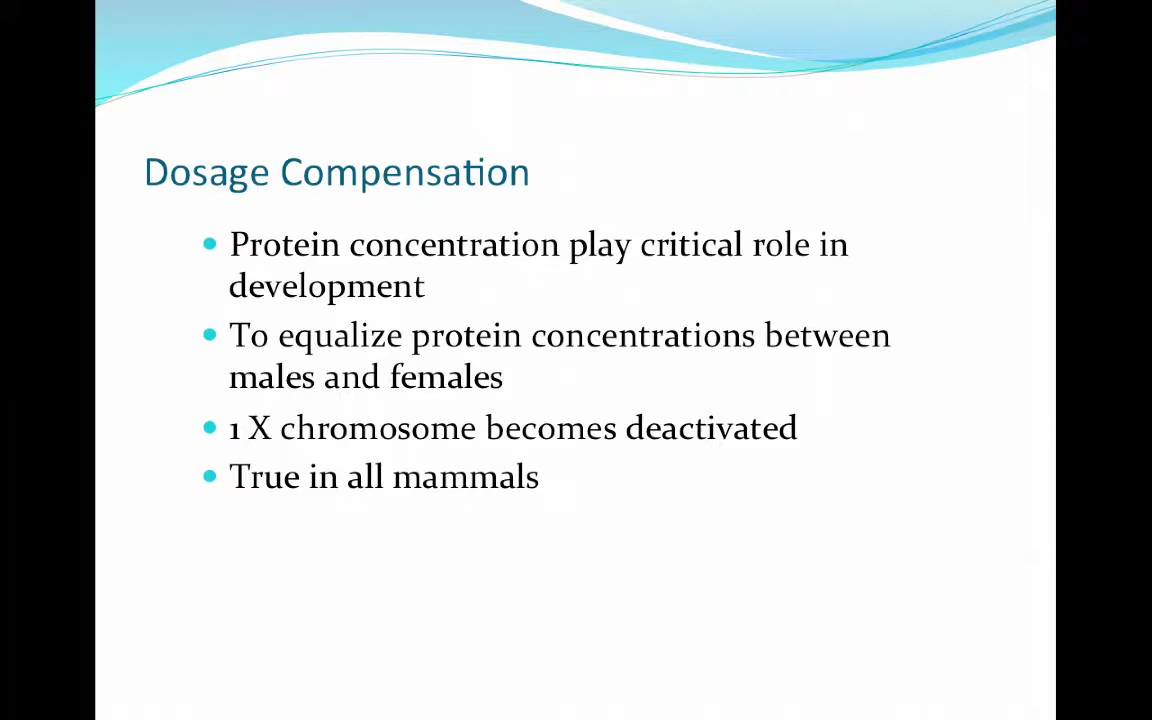 Dosage Compensation
• Protein concentration play critical role in
development
• To equalize protein concentrations between
males and females
• 1 X chromosome becomes deactivated
• True in all mammals